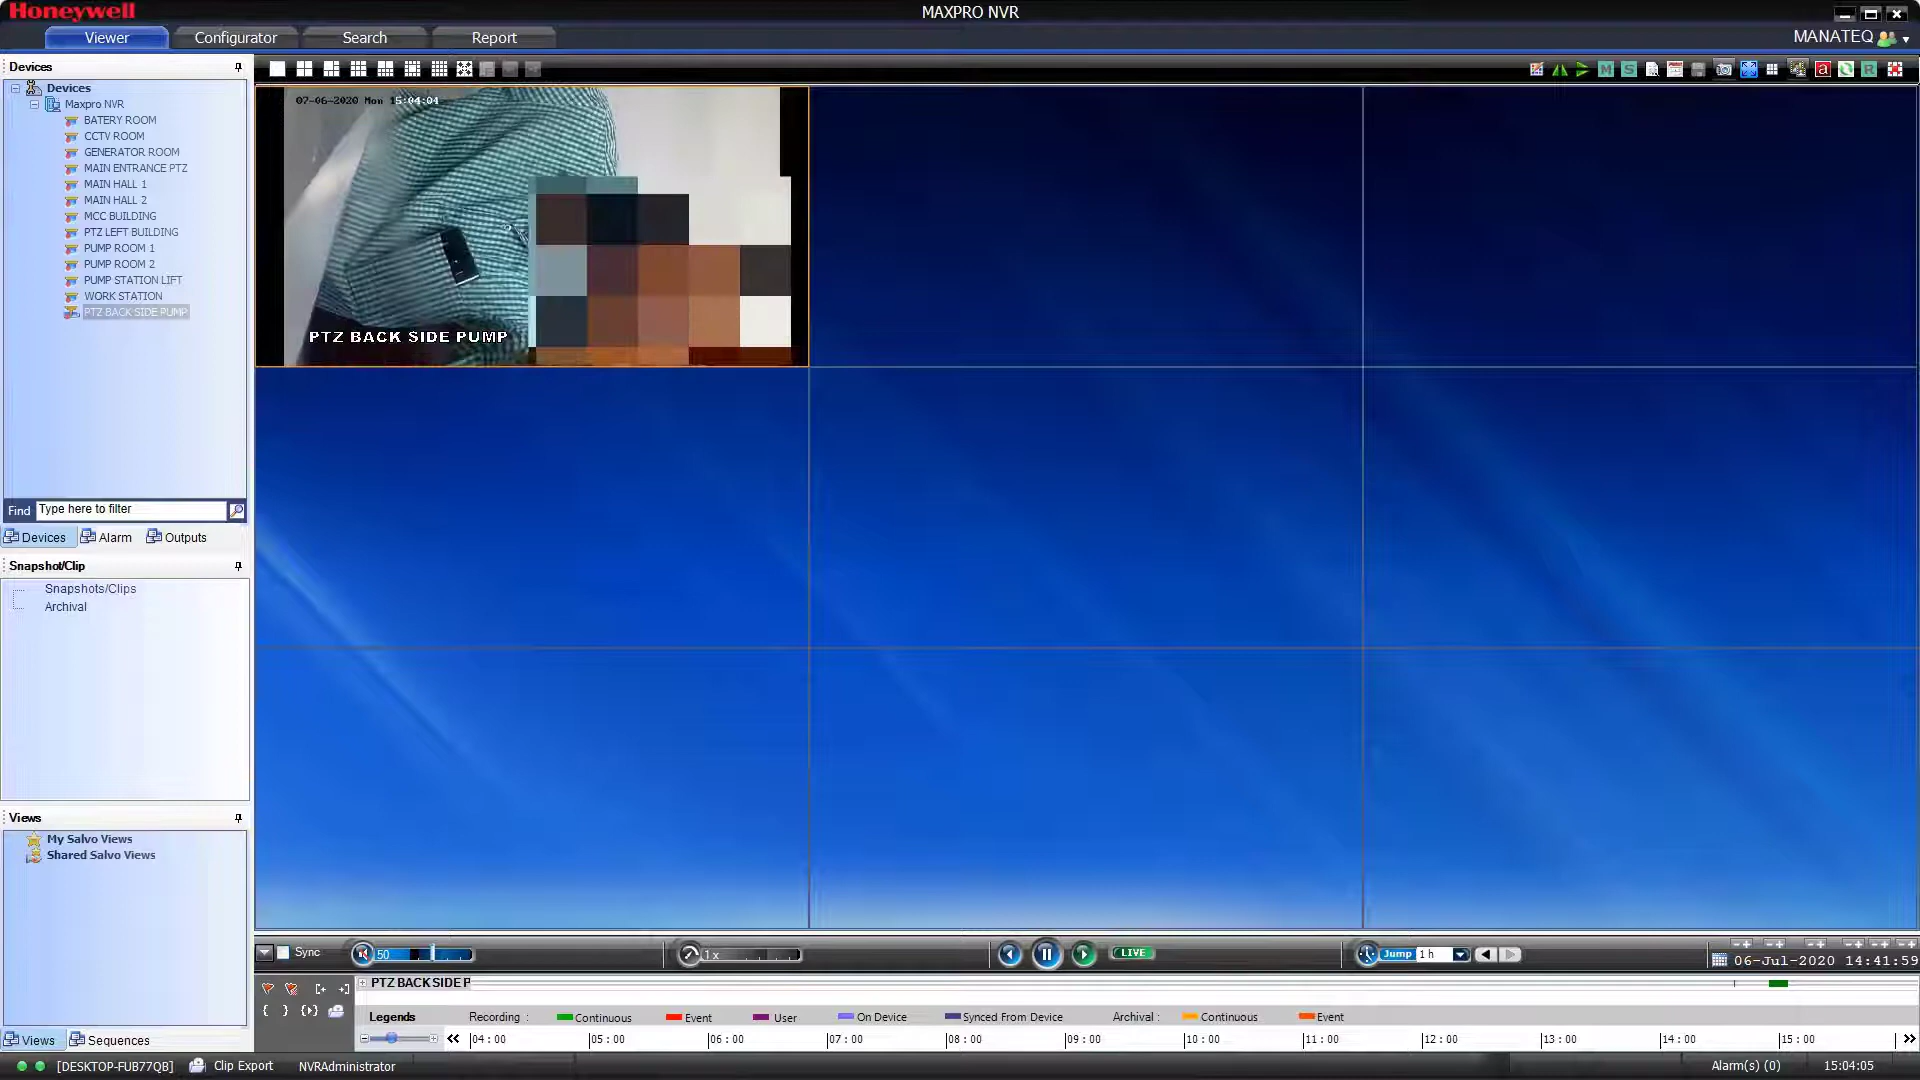 Honeywell
MAXPRO NVR
Viewer
Configurator
Search
Report
MANATEQ
Devices
Devices
Maxpro NVR
BATERY ROOM
CCTV ROOM
GENERATOR ROOM
MAIN ENTRANCE PTZ
MAIN HALL 1
MAIN HALL 2
MCC BUILDING
PTZ LEFT BUILDING
PUMP ROOM 1
PUMP ROOM 2
PUMP STATION LIFT
WORK STATION
PTZ BACK SIDE PUMP
07-06-2020 Mon 15:04:04
PTZ BACK SIDE PUMP
Find Type here to filter
Devices Alarm Outputs
Snapshot/Clip
Snapshots/Clips
Archival
Views
My Salvo Views
Shared Salvo Views
Sync 50 1x LIVE Jump 1 h 06-Jul-2020 14:41:59
PTZ BACK SIDE P
Legends Recording : Continuous Event User On Device Synced From Device Archival : Continuous Event
04:00 05:00 06:00 07:00 08:00 09:00 10:00 11:00 12:00 13:00 14:00 15:00
Views Sequences
[DESKTOP-FUB77QB] Clip Export NVRAdministrator Alarm(s) (0) 15:04:05